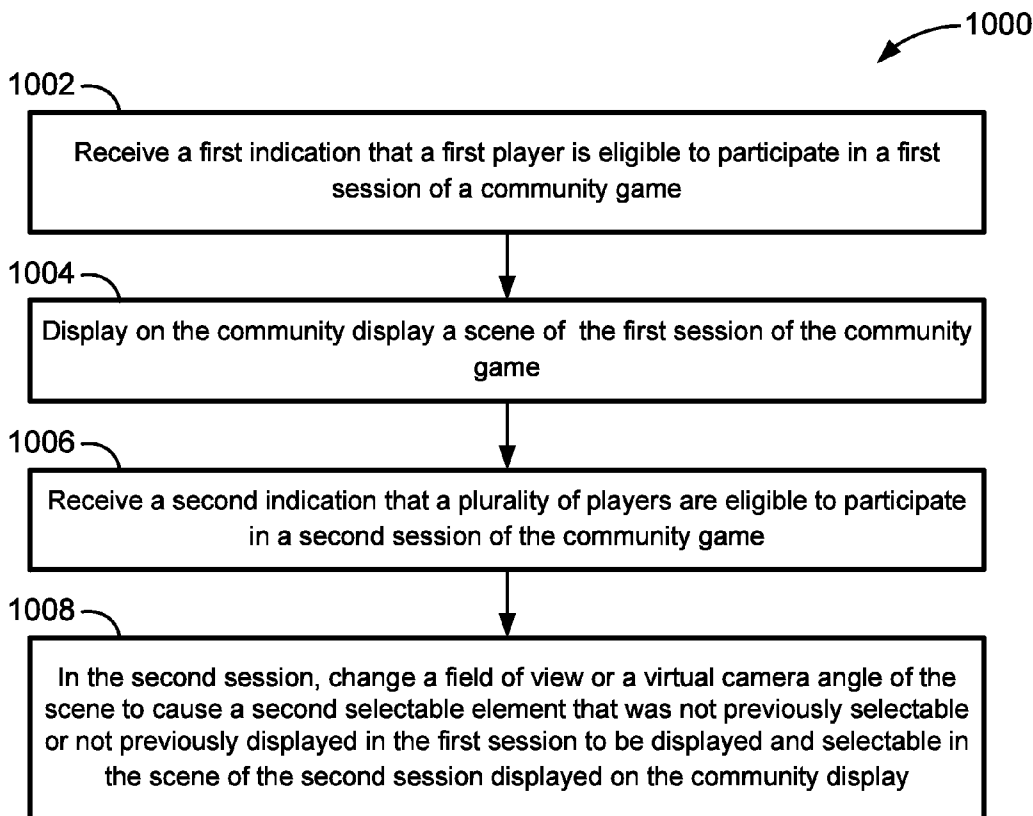 1000
1002
Receive a first indication that a first player is eligible to participate in a first
session of a community game
1004
Display on the community display a scene of the first session of the community
game
1006
Receive a second indication that a plurality of players are eligible to participate
in a second session of the community game
1008
In the second session, change a field of view or a virtual camera angle of the
scene to cause a second selectable element that was not previously selectable
or not previously displayed in the first session to be displayed and selectable in
the scene of the second session displayed on the community display